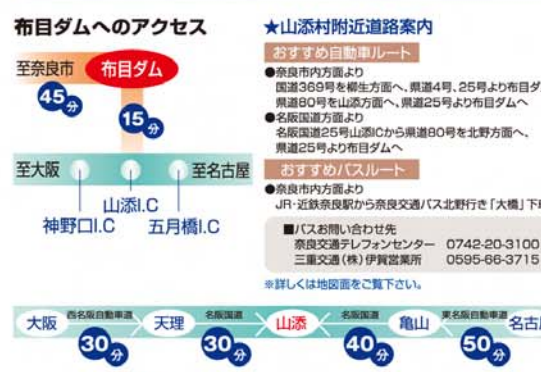 布目ダムへのアクセス
至奈良市
布目ダム
45分
15分
至大阪
至名古屋
山添I.C
神野口I.C
五月橋I.C
★山添村附近道路案内
おすすめ自動車ルート
●奈良市内方面より
国道369号を柳生方面へ、県道4号、25号より布目ダ
県道80号を山添方面へ、県道25号より布目ダムへ
●名阪国道方面より
名阪国道25号山添ICから県道80号を北野方面へ、
県道25号より布目ダムへ
おすすめバスルート
●奈良市内方面より
JR・近鉄奈良駅から奈良交通バス北野行き「大橋」下
■バスお問い合わせ先
奈良交通テレフォンセンター 0742-20-3100
三重交通(株)伊賀営業所 0595-66-3715
※詳しくは地図面をご覧下さい。
大阪 西名阪自動車道 天理 名阪国道 山添 名阪国道 亀山 東名阪自動車道 名古
30分 30分 40分 50分